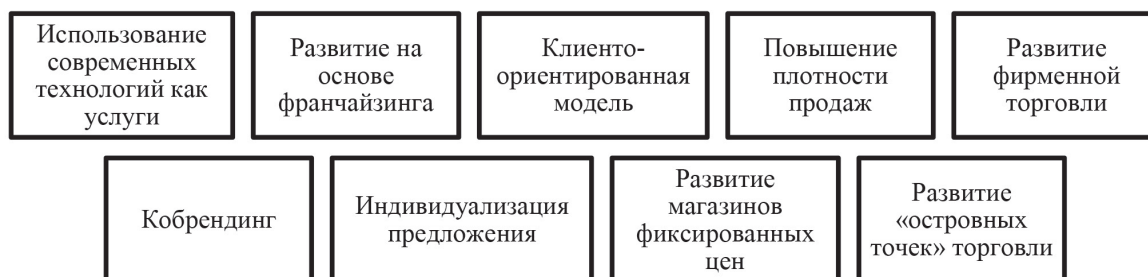 Использование
современных
технологий как
услуги
Развитие на
основе
франчайзинга
Клиенто-
ориентированная
модель
Повышение
плотности
продаж
Развитие
фирменной
торговли
Кобрендинг
Индивидуализация
предложения
Развитие
магазинов
фиксированных
цен
Развитие
«островных
точек» торговли